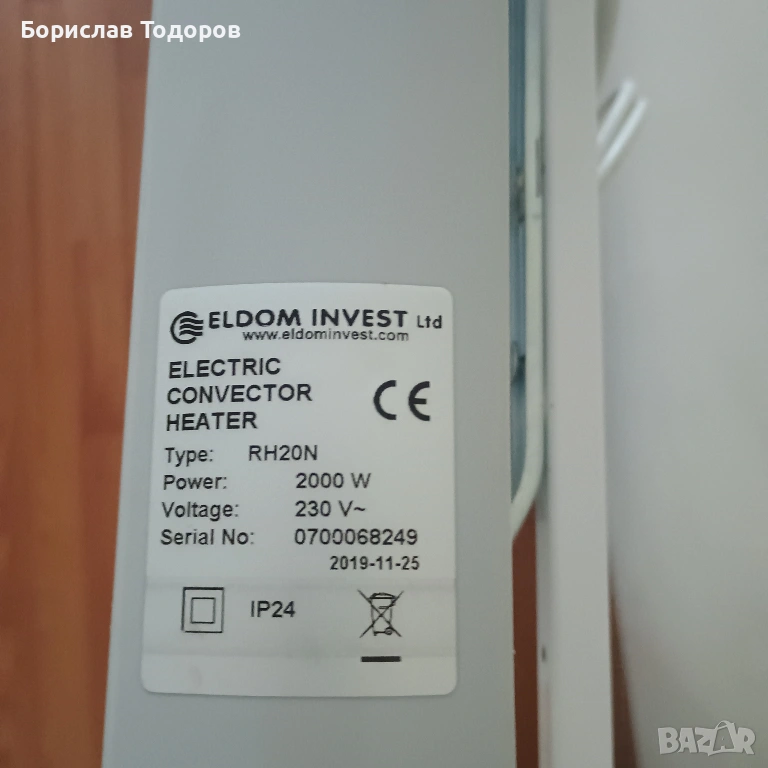 Борислав Тодоров
ELDOM INVEST Ltd
www.eldominvest.com
ELECTRIC
CONVECTOR
HEATER
CE
Type: RH20N
Power: 2000 W
Voltage: 230 V~
Serial No: 0700068249
2019-11-25
IP24
BAZAR